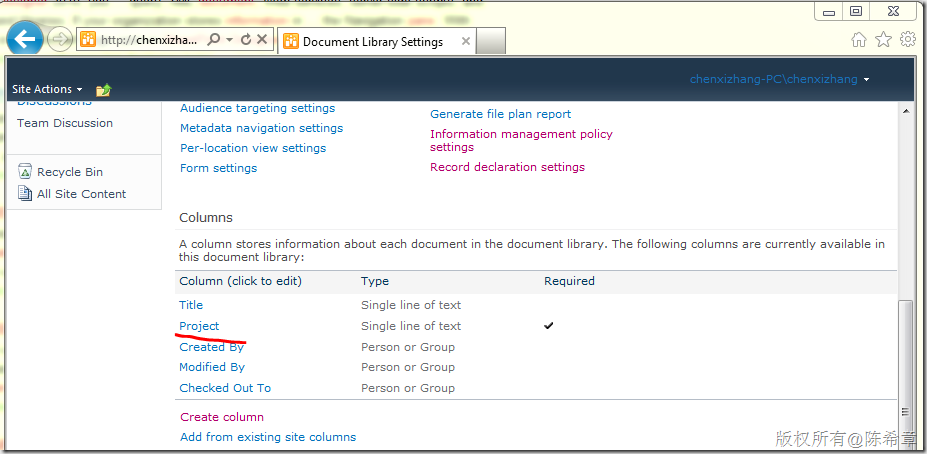 http://chenxizha...
Document Library Settings
chenxizhang-PC\chenxizhang
Site Actions
Discussions
Team Discussion
Recycle Bin
All Site Content
Audience targeting settings
Metadata navigation settings
Per-location view settings
Form settings
Generate file plan report
Information management policy
settings
Record declaration settings
Columns
A column stores information about each document in the document library. The following columns are currently available in
this document library:
Column (click to edit) Type Required
Title Single line of text
Project Single line of text
Created By Person or Group
Modified By Person or Group
Checked Out To Person or Group
Create column
Add from existing site columns
版权所有@陈希章